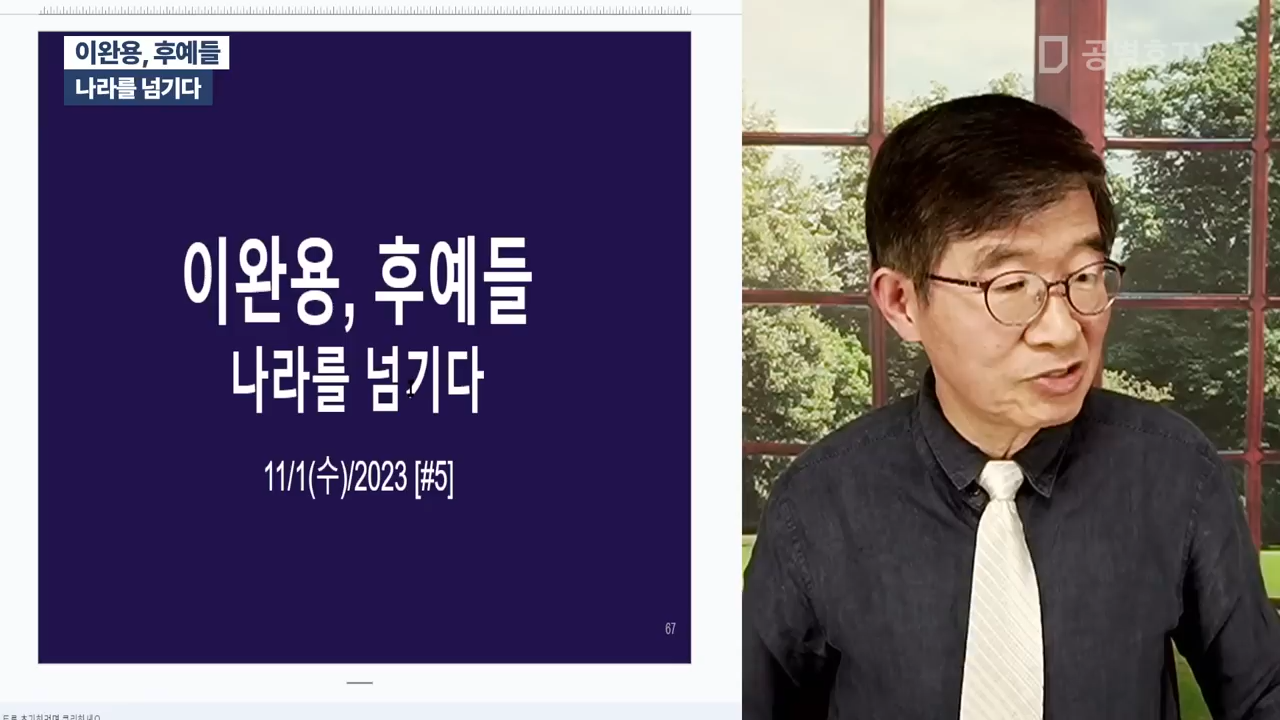 이완용, 후예들
나라를 넘기다
공병호TV
이완용, 후예들
나라를 넘기다
11/1(수)/2023 [#5]
67